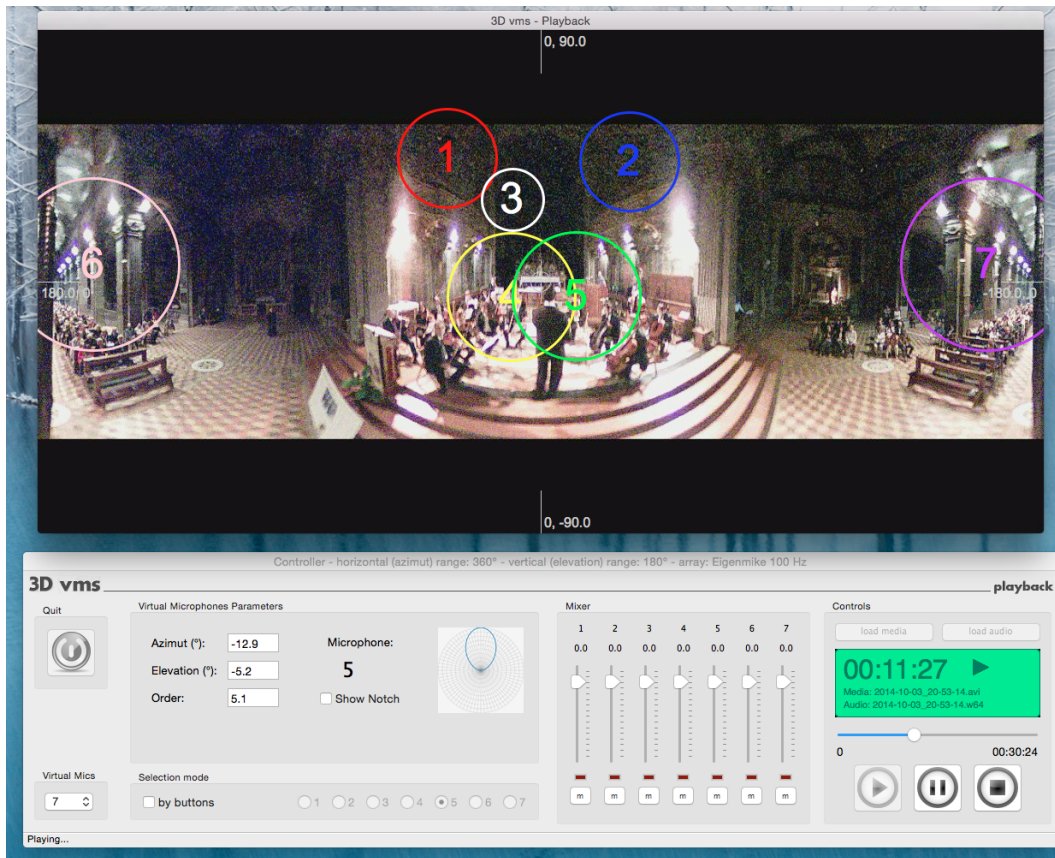 3D vms - Playback
0, 90.0
1
2
3
4
5
6
7
180.0, 0
-180.0, 0
0, -90.0
Controller - horizontal (azimut) range: 360° - vertical (elevation) range: 180° - array: Eigenmike 100 Hz
3D vms
playback
Quit
Virtual Microphones Parameters
Azimut (°): -12.9
Elevation (°): -5.2
Order: 5.1
Microphone:
5
Show Notch
Virtual Mics
7
Selection mode
by buttons
1 2 3 4 5 6 7
Mixer
1 2 3 4 5 6 7
0.0 0.0 0.0 0.0 0.0 0.0 0.0
m m m m m m m
Controls
load media load audio
00:11:27
Media: 2014-10-03_20-53-14.avi
Audio: 2014-10-03_20-53-14.w64
0 00:30:24
Playing...